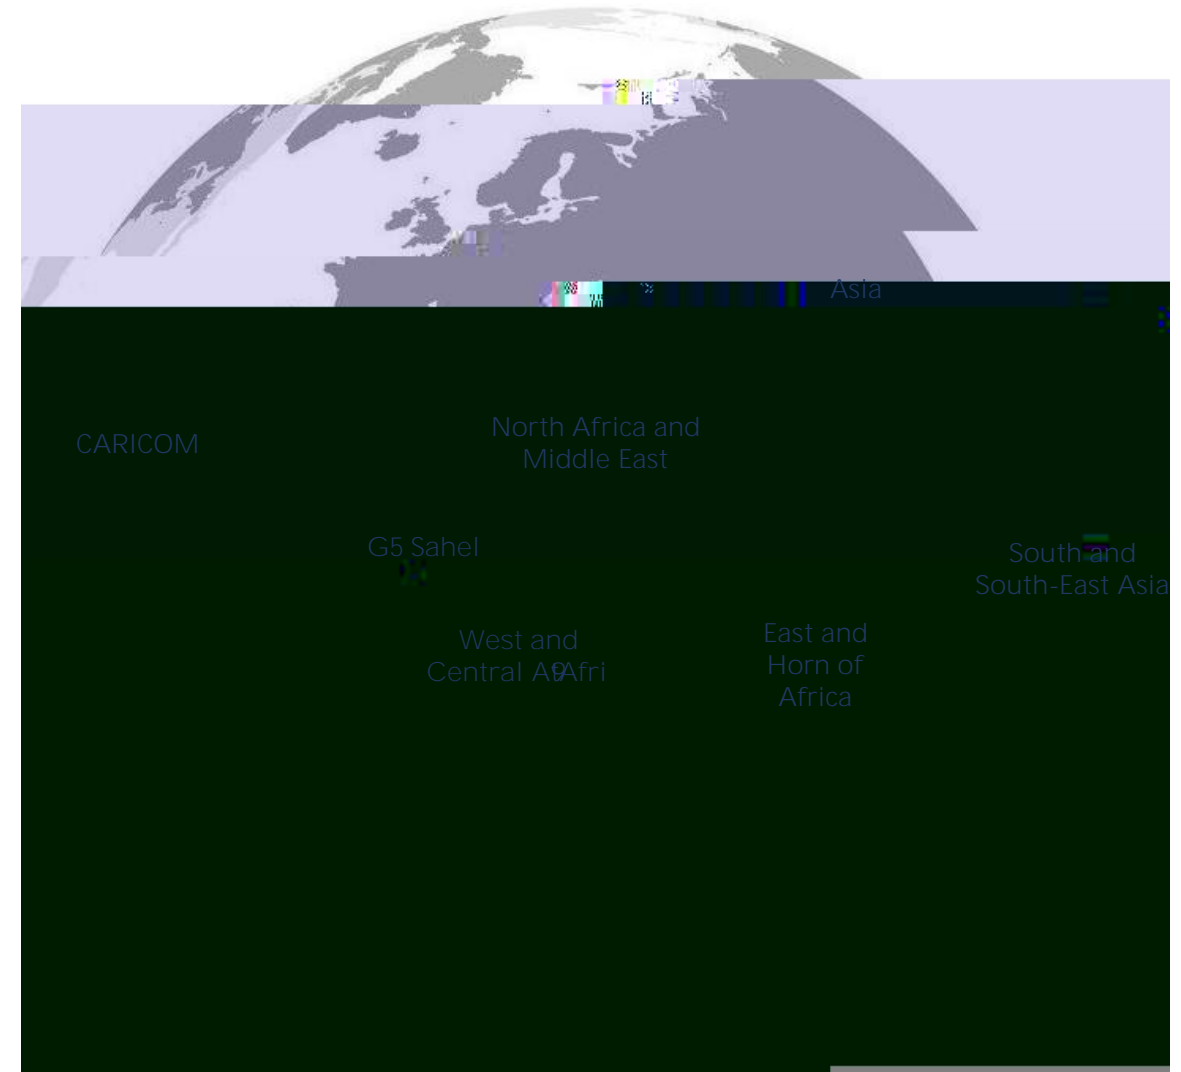 Asia
North Africa and
Middle East
CARICOM
G5 Sahel
South and
South-East Asia
West and
Central
East and
Horn of
Africa